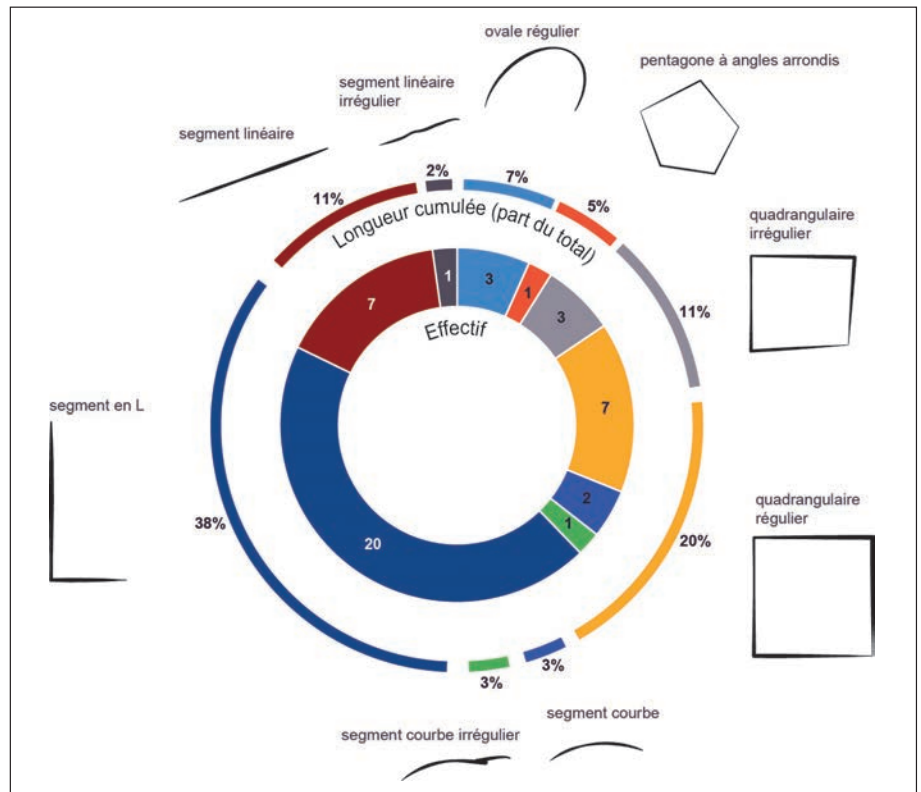 ovale régulier
segment linéaire
irrégulier
pentagone à angles arrondis
segment linéaire
2%
7%
11%
5%
Longueur cumulée (part du total)
quadrangulaire
irrégulier
1
3
1
7
3
11%
Effectif
segment en L
7
2
quadrangulaire
régulier
1
38%
20
20%
3%
3%
segment courbe
segment courbe irrégulier